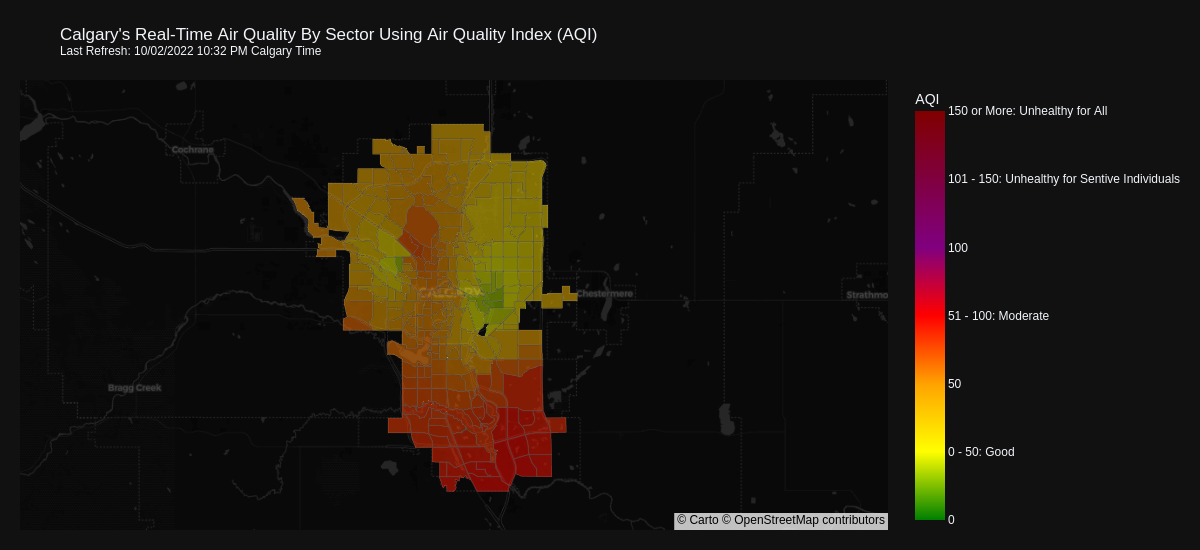 Calgary's Real-Time Air Quality By Sector Using Air Quality Index (AQI)
Last Refresh: 10/02/2022 10:32 PM Calgary Time
AQI
150 or More: Unhealthy for All
Cochrane
101 - 150: Unhealthy for Sentive Individuals
100
CALGARY
Chestermere
Strathmo
51 - 100: Moderate
Bragg Creek
50
0 - 50: Good
0
© Carto © OpenStreetMap contributors